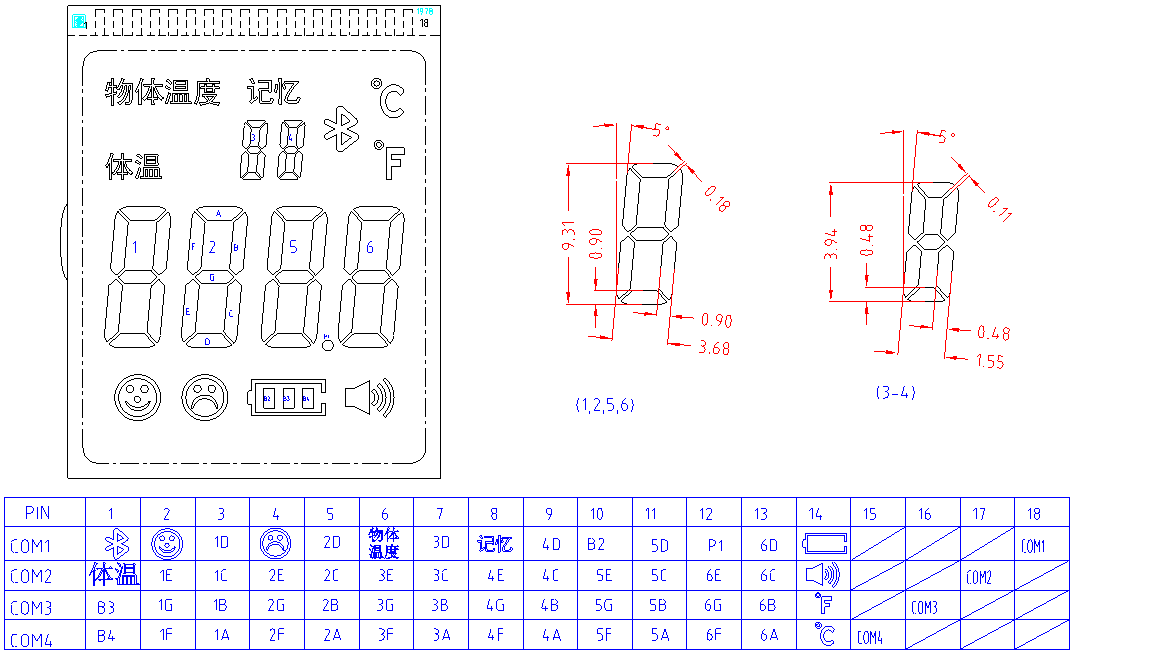 1 18
物体温度 记忆 °C
3 4
体温 °F
A
1 F 2 B 5 6
G
E C
D
P1
B2 B3 B4
5°
0.18
9.31
0.90
0.90
3.68
(1,2,5,6)
5°
0.11
3.94
0.48
0.48
1.55
(3-4)
PIN 1 2 3 4 5 6 7 8 9 10 11 12 13 14 15 16 17 18
COM1 1D 2D 物体温度 3D 记忆 4D B2 5D P1 6D COM1
COM2 体温 1E 1C 2E 2C 3E 3C 4E 4C 5E 5C 6E 6C COM2
COM3 B3 1G 1B 2G 2B 3G 3B 4G 4B 5G 5B 6G 6B °F COM3
COM4 B4 1F 1A 2F 2A 3F 3A 4F 4A 5F 5A 6F 6A °C COM4